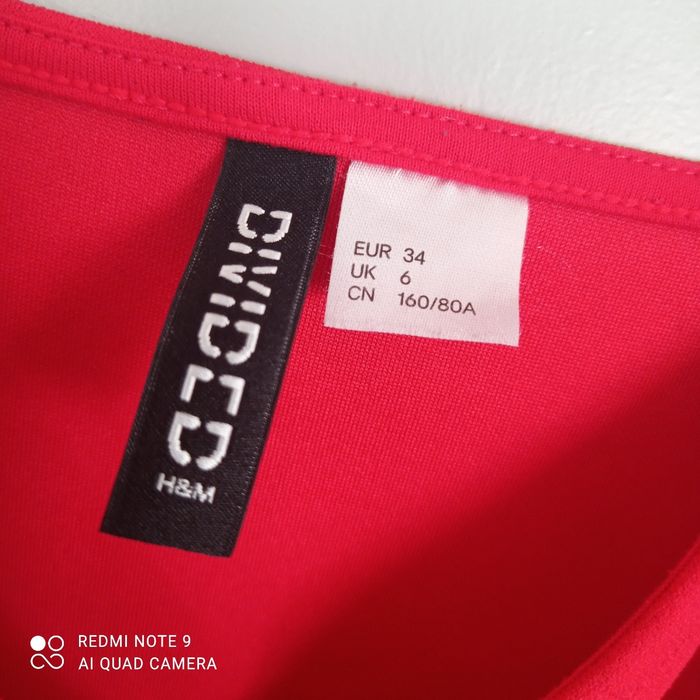 DIVIDED
H&M
EUR 34
UK 6
CN 160/80A
REDMI NOTE 9
AI QUAD CAMERA